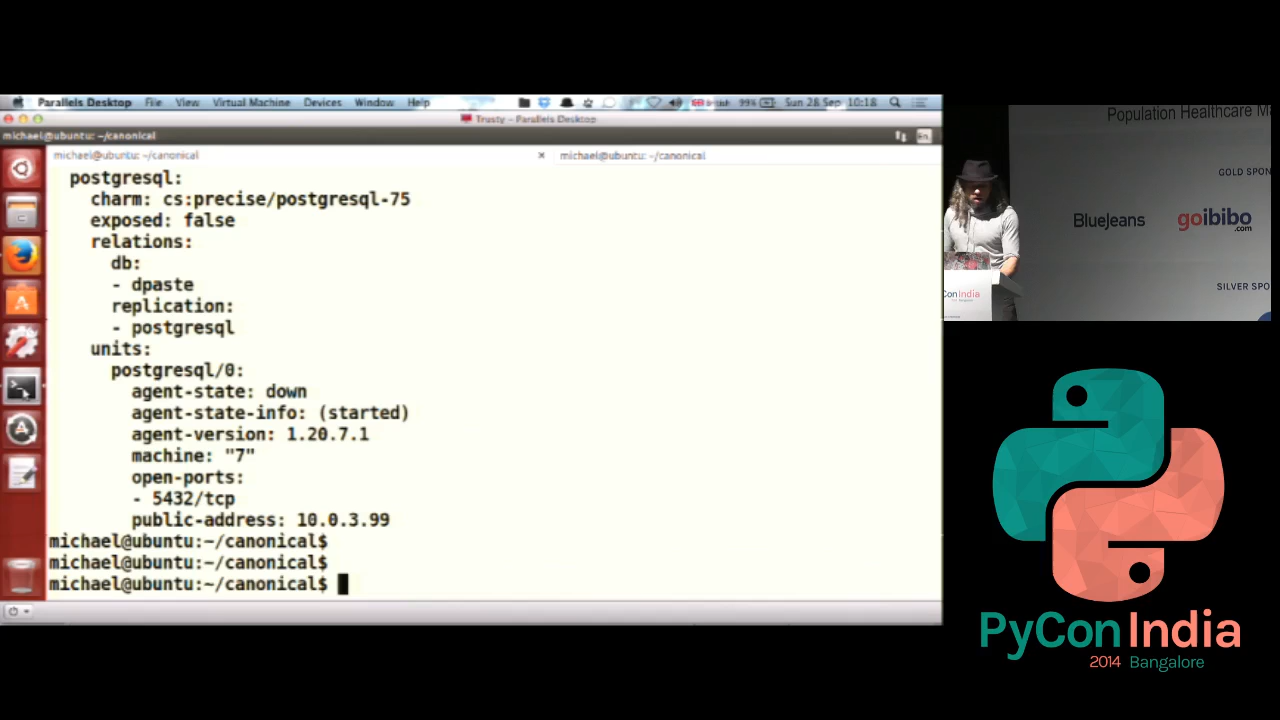 Parallels Desktop File View Virtual Machine Devices Window Help 99% Sun 28 Sep 10:18
Trusty - Parallels Desktop
michael@ubuntu: ~/canonical En
michael@ubuntu: ~/canonical × michael@ubuntu: ~/canonical
postgresql:
charm: cs:precise/postgresql-75
exposed: false
relations:
db:
- dpaste
replication:
- postgresql
units:
postgresql/0:
agent-state: down
agent-state-info: (started)
agent-version: 1.20.7.1
machine: "7"
open-ports:
- 5432/tcp
public-address: 10.0.3.99
michael@ubuntu:~/canonical$
michael@ubuntu:~/canonical$
michael@ubuntu:~/canonical$
Population Healthcare
GOLD SPON
BlueJeans goibibo
.com
SILVER SPO
ConIndia
PyCon India
2014 Bangalore